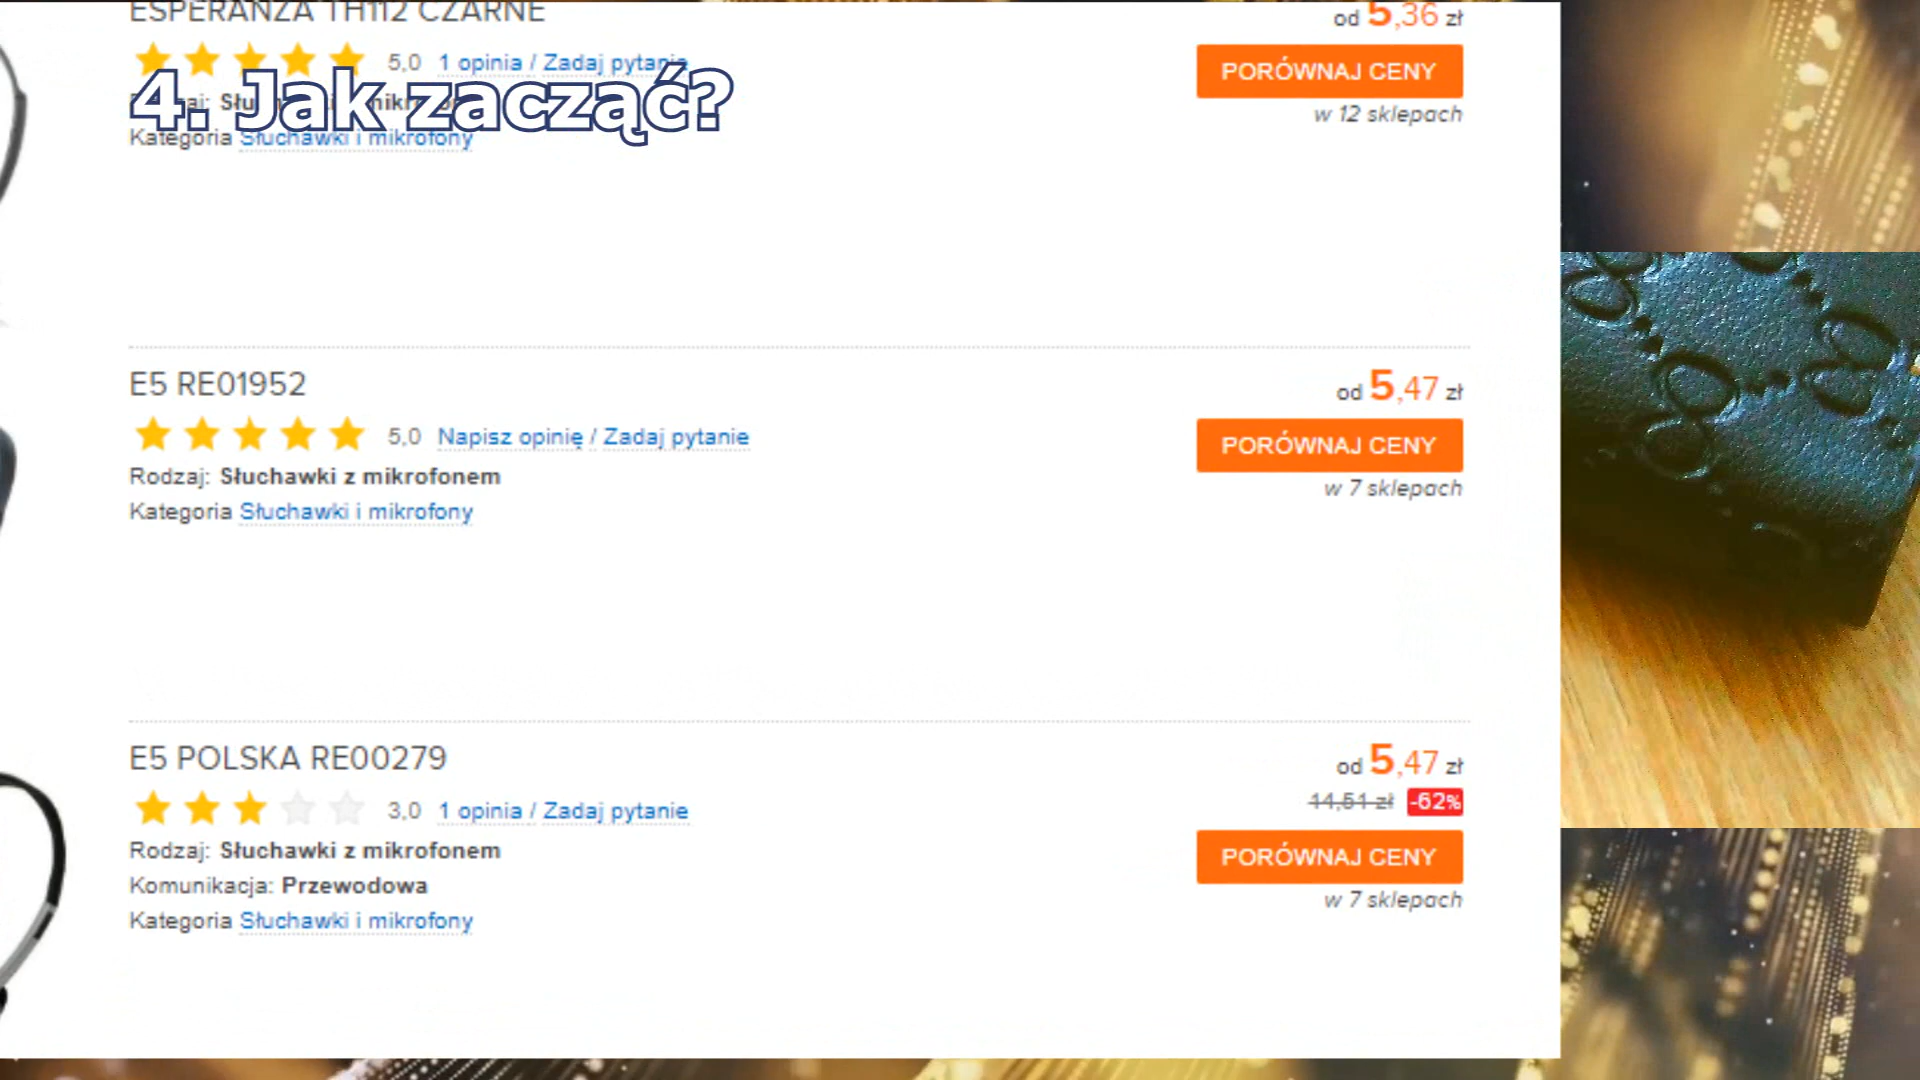 ESPERANZA TH112 CZARNE
od 5,36 zł
5,0 1 opinia / Zadaj pytanie
PORÓWNAJ CENY
4. Jak zacząć?
w 12 sklepach
Kategoria Słuchawki i mikrofony
E5 RE01952
od 5,47 zł
5,0 Napisz opinię / Zadaj pytanie
PORÓWNAJ CENY
Rodzaj: Słuchawki z mikrofonem
w 7 sklepach
Kategoria Słuchawki i mikrofony
E5 POLSKA RE00279
od 5,47 zł
14,51 zł -62%
3,0 1 opinia / Zadaj pytanie
Rodzaj: Słuchawki z mikrofonem
PORÓWNAJ CENY
Komunikacja: Przewodowa
w 7 sklepach
Kategoria Słuchawki i mikrofony